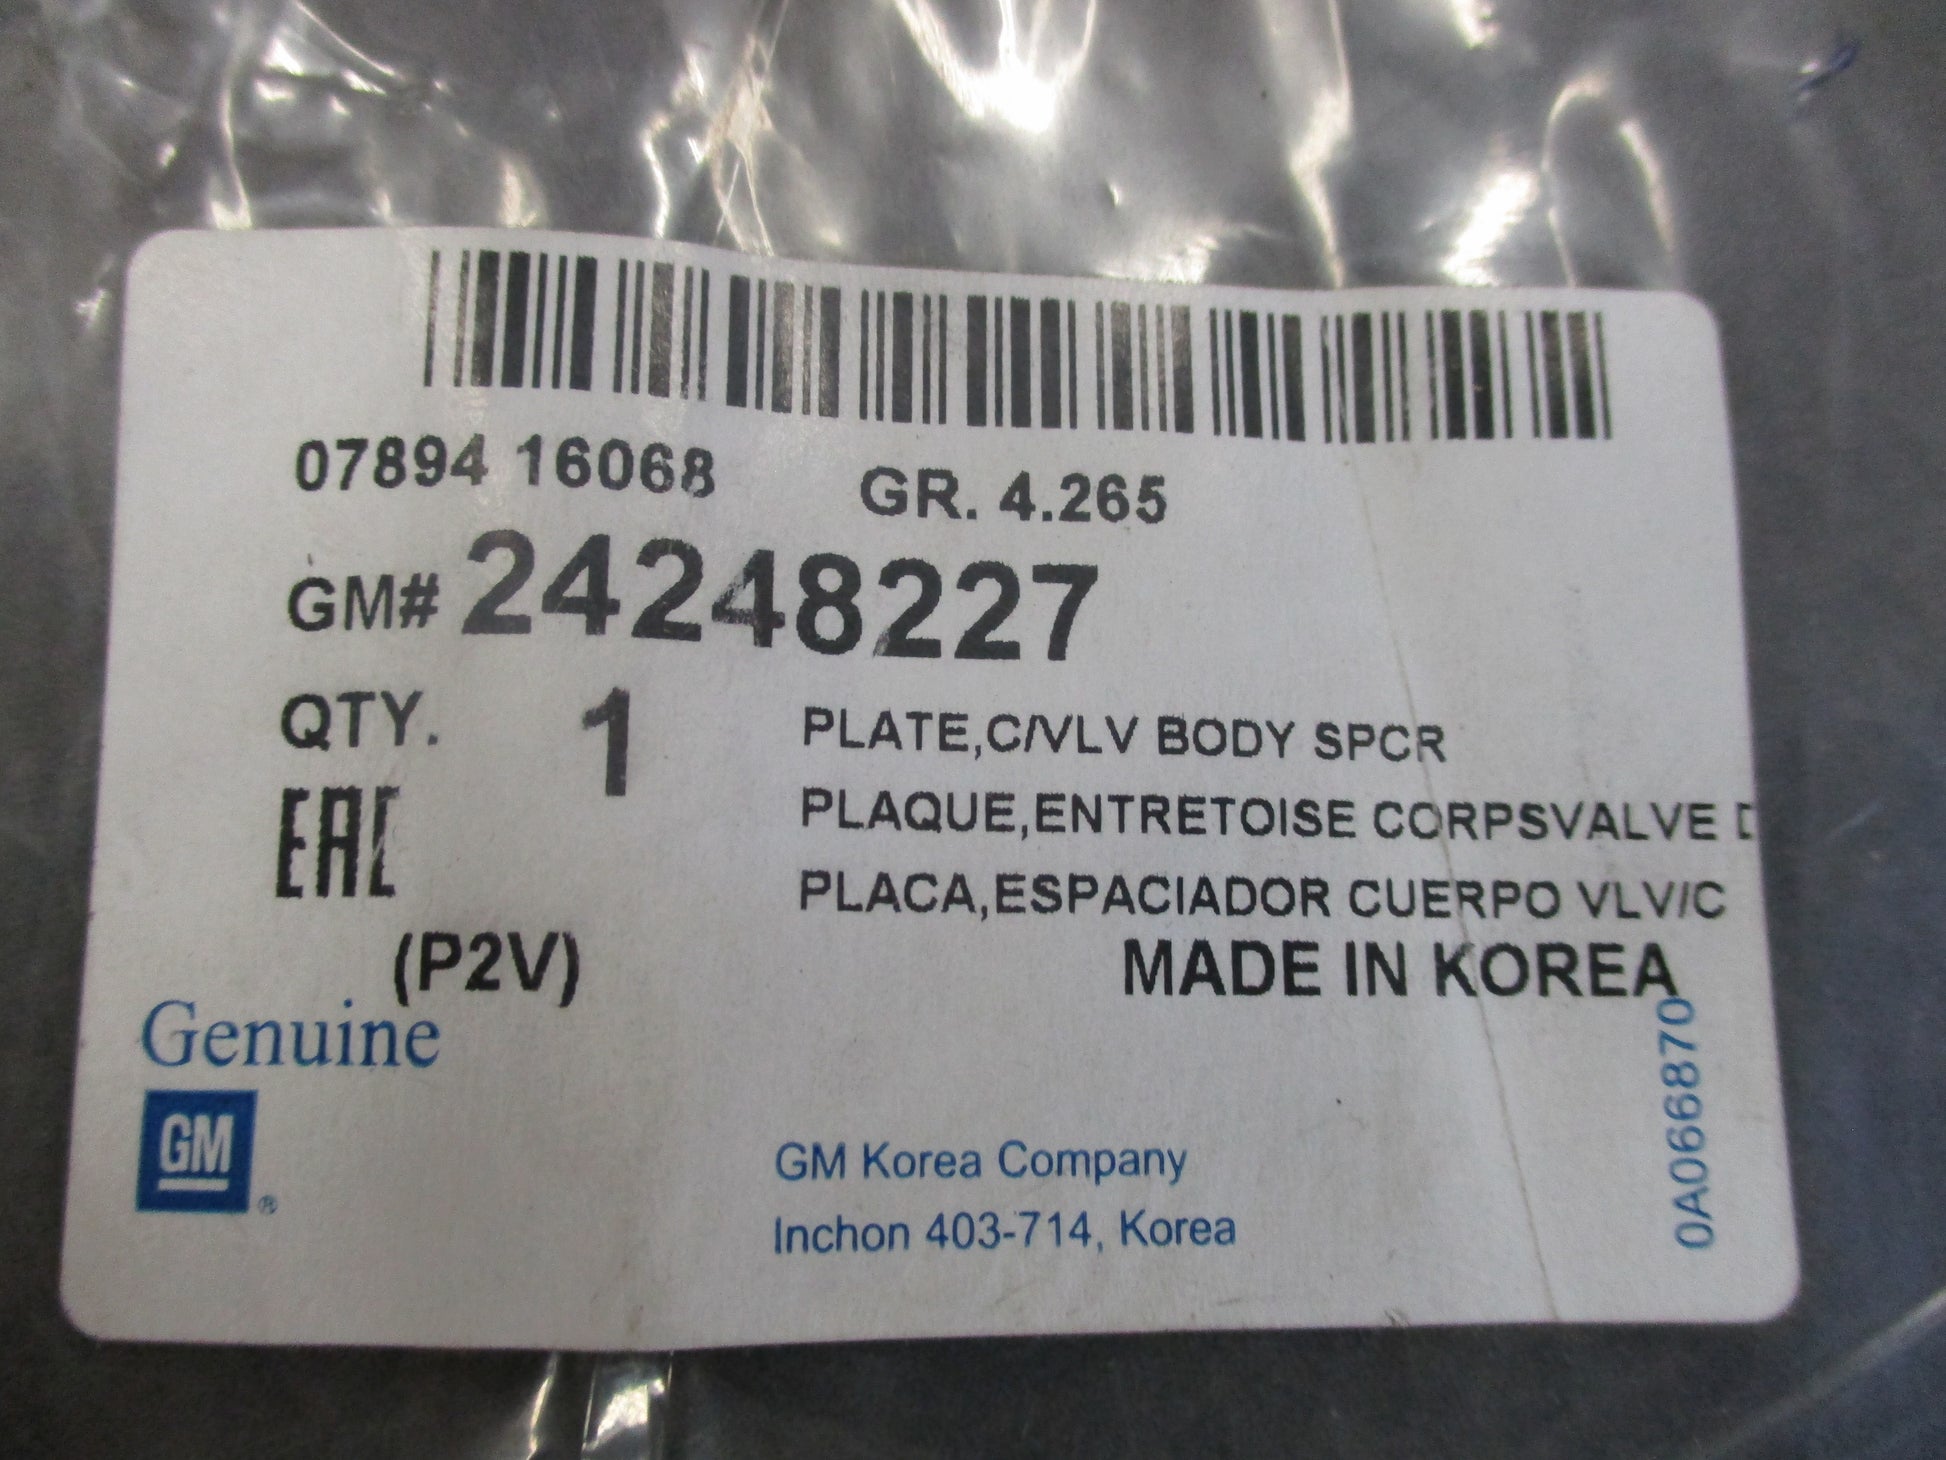 07894 16068 GR. 4.265
GM# 24248227
QTY. 1
PLATE,C/VLV BODY SPCR
PLAQUE,ENTRETOISE CORPSVALVE D
PLACA,ESPACIADOR CUERPO VLV/C
EAC
(P2V)
MADE IN KOREA
Genuine
GM ®
GM Korea Company
Inchon 403-714, Korea
0A066870